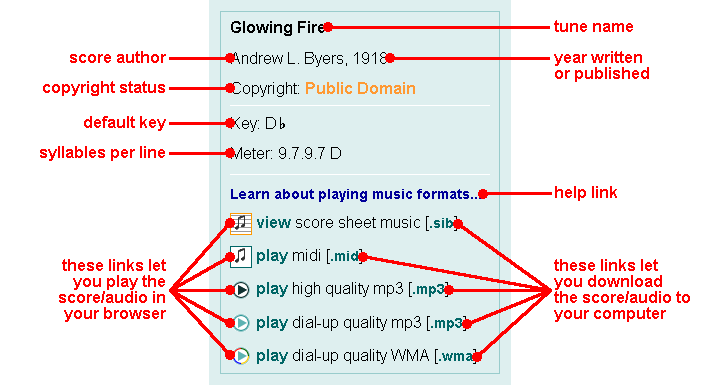 Glowing Fire
tune name
score author
Andrew L. Byers, 1918
year written
or published
copyright status
Copyright: Public Domain
default key
Key: D♭
syllables per line
Meter: 9.7.9.7 D
Learn about playing music formats...
help link
view score sheet music [.sib]
play midi [.mid]
play high quality mp3 [.mp3]
play dial-up quality mp3 [.mp3]
play dial-up quality WMA [.wma]
these links let
you play the
score/audio in
your browser
these links let
you download
the score/audio to
your computer